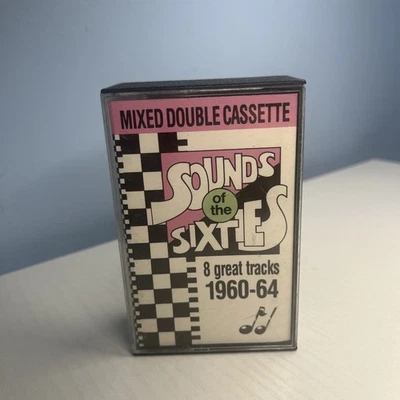 MIXED DOUBLE CASSETTE
SOUNDS
of the
SIXTIES
8 great tracks
1960-64